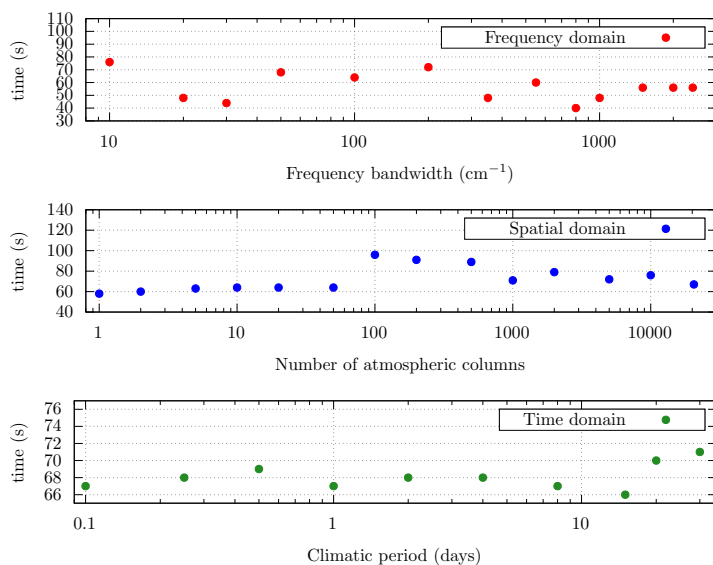 110
100
90
80
70
60
50
40
30
time (s)
Frequency domain
10 100 1000
Frequency bandwidth (cm⁻¹)
140
120
100
80
60
40
time (s)
Spatial domain
1 10 100 1000 10000
Number of atmospheric columns
76
74
72
70
68
66
time (s)
Time domain
0.1 1 10
Climatic period (days)